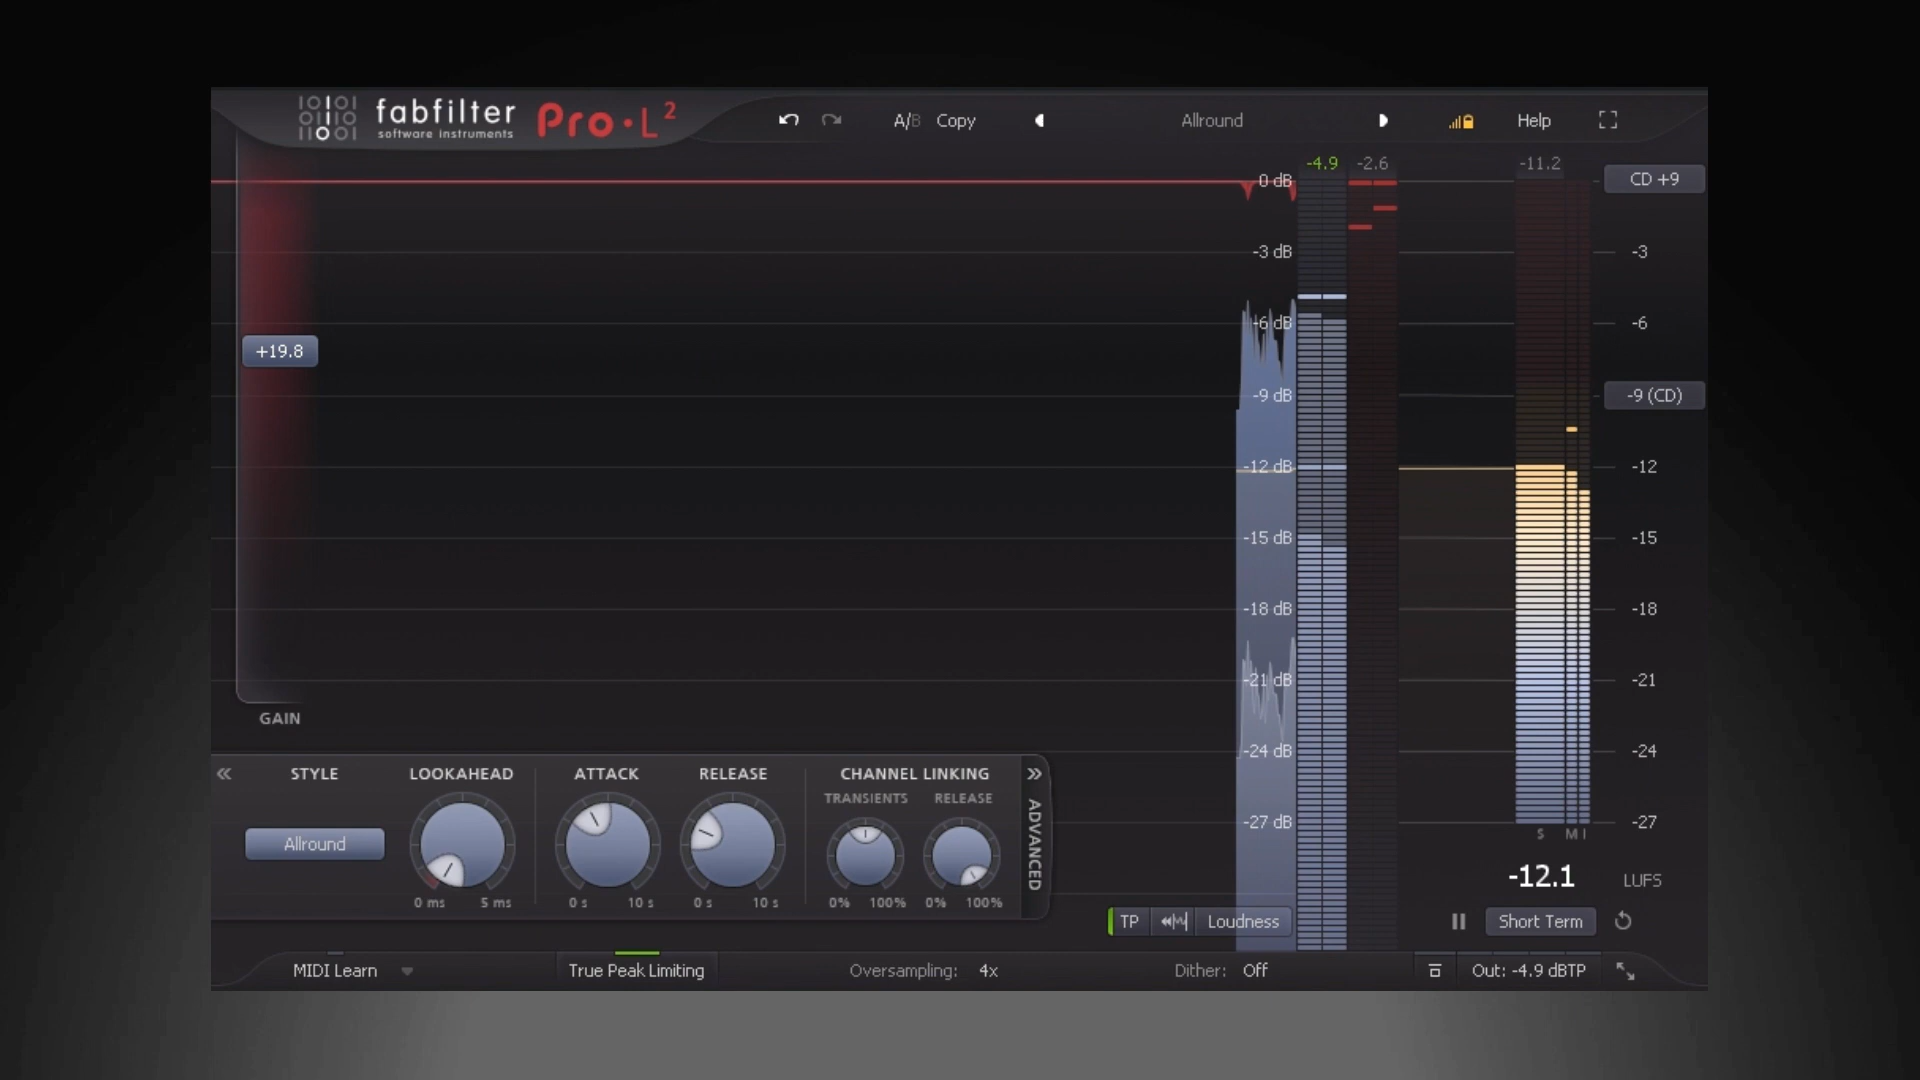 fabfilter Pro·L²
software instruments
A/B Copy Allround Help
-4.9 -2.6 -11.2
0 dB CD +9
-3 dB -3
-6 dB -6
+19.8
-9 dB -9 (CD)
-12 dB -12
-15 dB -15
-18 dB -18
-21 dB -21
GAIN
-24 dB -24
STYLE LOOKAHEAD ATTACK RELEASE CHANNEL LINKING
TRANSIENTS RELEASE
ADVANCED
-27 dB -27
S M I
Allround
-12.1 LUFS
0 ms 5 ms 0 s 10 s 0 s 10 s 0% 100% 0% 100%
TP Loudness Short Term
MIDI Learn True Peak Limiting Oversampling: 4x Dither: Off Out: -4.9 dBTP